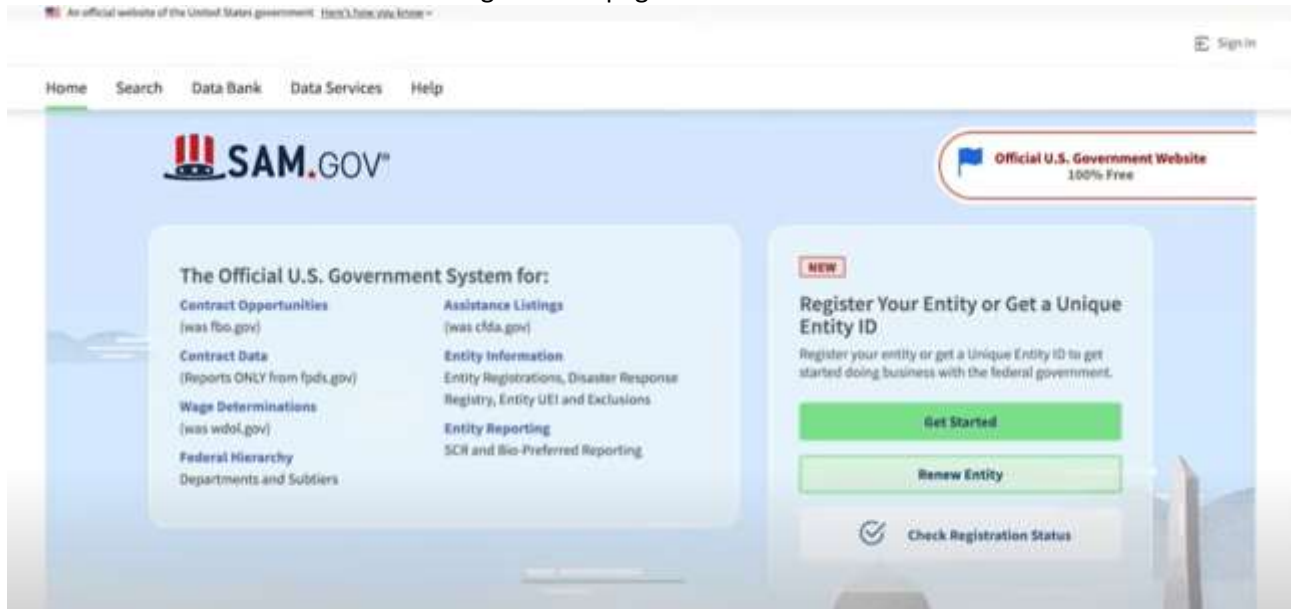 An official website of the United States government Here's how you know
Sign In
Home Search Data Bank Data Services Help
SAM.GOV®
Official U.S. Government Website
100% Free
The Official U.S. Government System for:
Contract Opportunities
(was fbo.gov)
Contract Data
(Reports ONLY from fpds.gov)
Wage Determinations
(was wdol.gov)
Federal Hierarchy
Departments and Subtiers
Assistance Listings
(was cfda.gov)
Entity Information
Entity Registrations, Disaster Response
Registry, Entity UEI and Exclusions
Entity Reporting
SCR and Bio-Preferred Reporting
NEW
Register Your Entity or Get a Unique
Entity ID
Register your entity or get a Unique Entity ID to get
started doing business with the federal government.
Get Started
Renew Entity
Check Registration Status